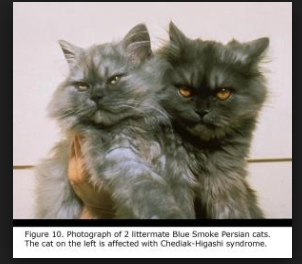 Figure 10. Photograph of 2 littermate Blue Smoke Persian cats.
The cat on the left is affected with Chediak-Higashi syndrome.